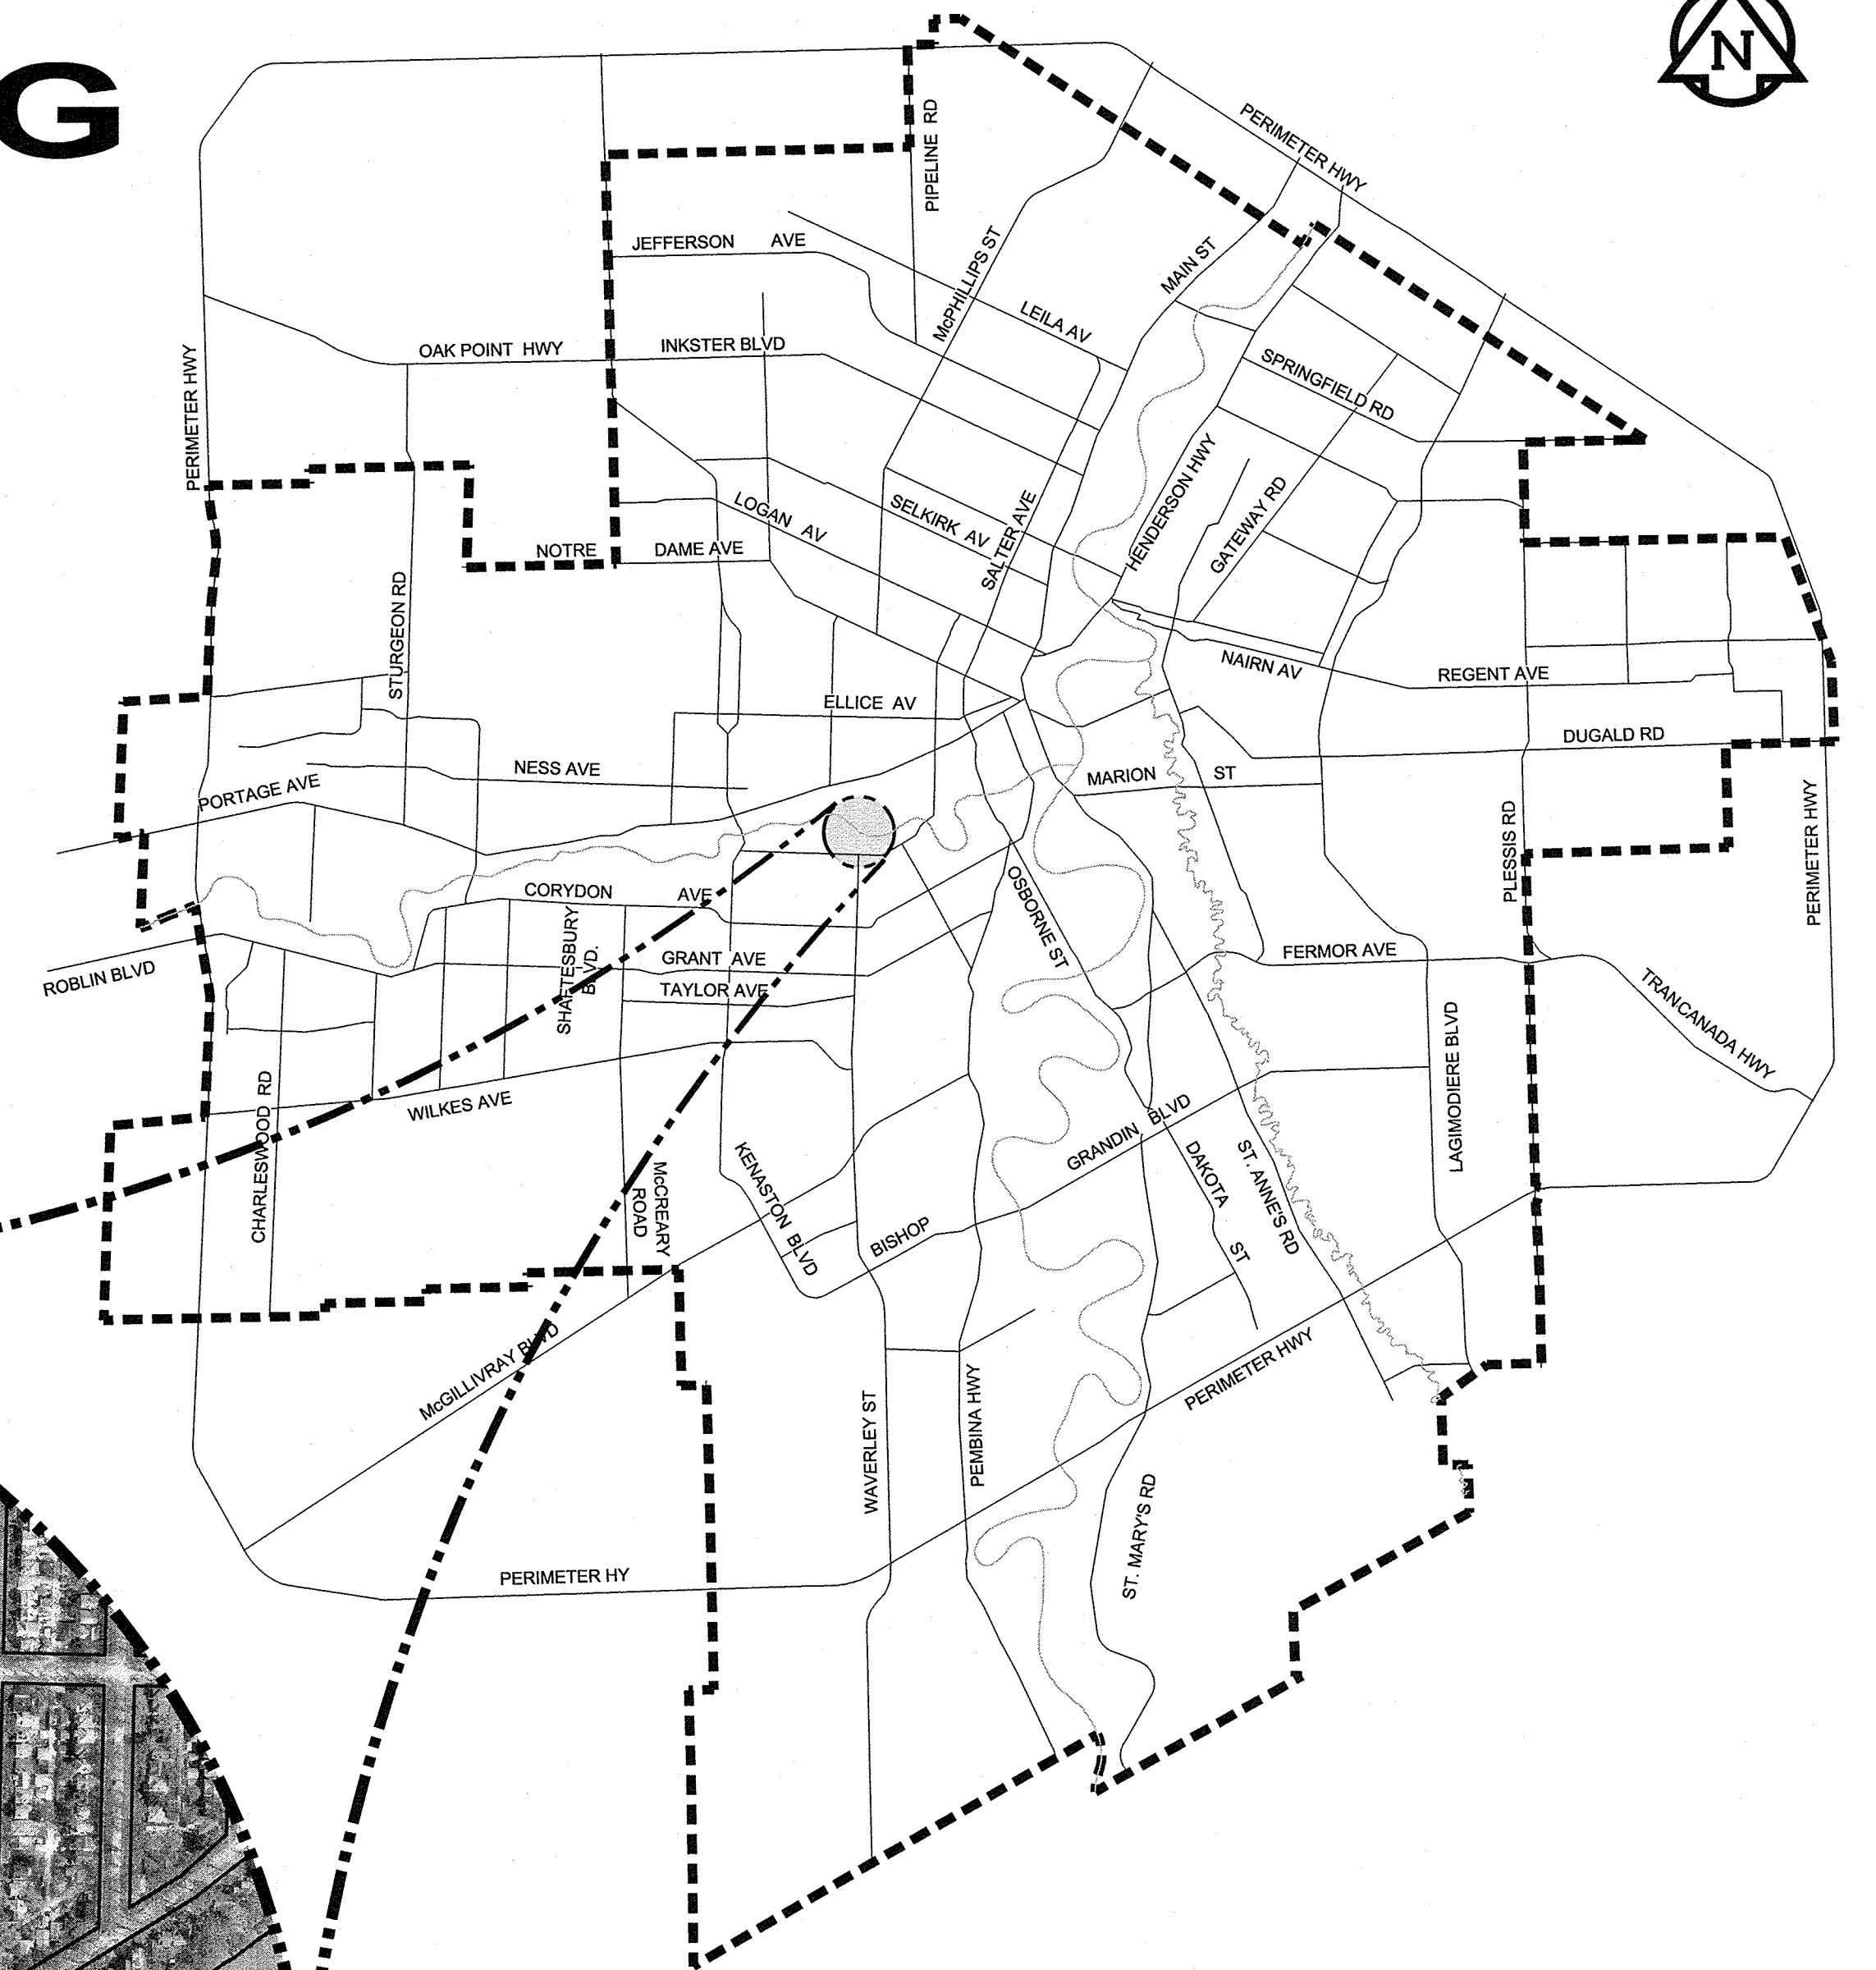 G
N
PERIMETER HWY
PIPELINE RD
JEFFERSON AVE
McPHILLIPS ST
MAIN ST
LEILA AV
OAK POINT HWY
INKSTER BLVD
SPRINGFIELD RD
PERIMETER HWY
HENDERSON HWY
GATEWAY RD
LOGAN AV
SELKIRK AV
SALTER AVE
NOTRE DAME AVE
STURGEON RD
NAIRN AV
REGENT AVE
ELLICE AV
DUGALD RD
NESS AVE
MARION ST
PORTAGE AVE
PLESSIS RD
PERIMETER HWY
CORYDON AVE
OSBORNE ST
SHAFTESBURY
BLVD.
GRANT AVE
FERMOR AVE
ROBLIN BLVD
TAYLOR AVE
TRANCANADA HWY
LAGIMODIERE BLVD
WILKES AVE
CHARLESWOOD RD
GRANDIN BLVD
KENASTON BLVD
McCREARY
ROAD
DAKOTA ST
ST. ANNE'S RD
BISHOP
McGILLIVRAY BLVD
PERIMETER HWY
WAVERLEY ST
PEMBINA HWY
ST. MARY'S RD
PERIMETER HY